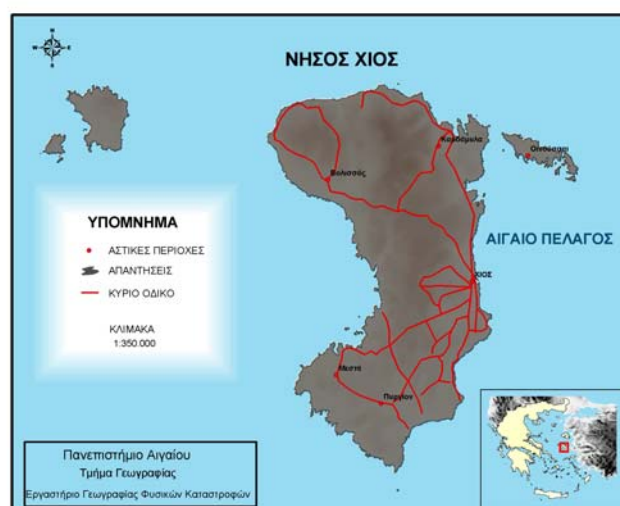 ΝΗΣΟΣ ΧΙΟΣ
Καρδάμυλα
Οινούσσαι
Βολισσός
ΑΙΓΑΙΟ ΠΕΛΑΓΟΣ
ΧΙΟΣ
Μεστά
Πυργίον
ΥΠΟΜΝΗΜΑ
ΑΣΤΙΚΕΣ ΠΕΡΙΟΧΕΣ
ΑΠΑΝΤΗΣΕΙΣ
ΚΥΡΙΟ ΟΔΙΚΟ
ΚΛΙΜΑΚΑ
1:350.000
Πανεπιστήμιο Αιγαίου
Τμήμα Γεωγραφίας
Εργαστήριο Γεωγραφίας Φυσικών Καταστροφών
N
W
E
S